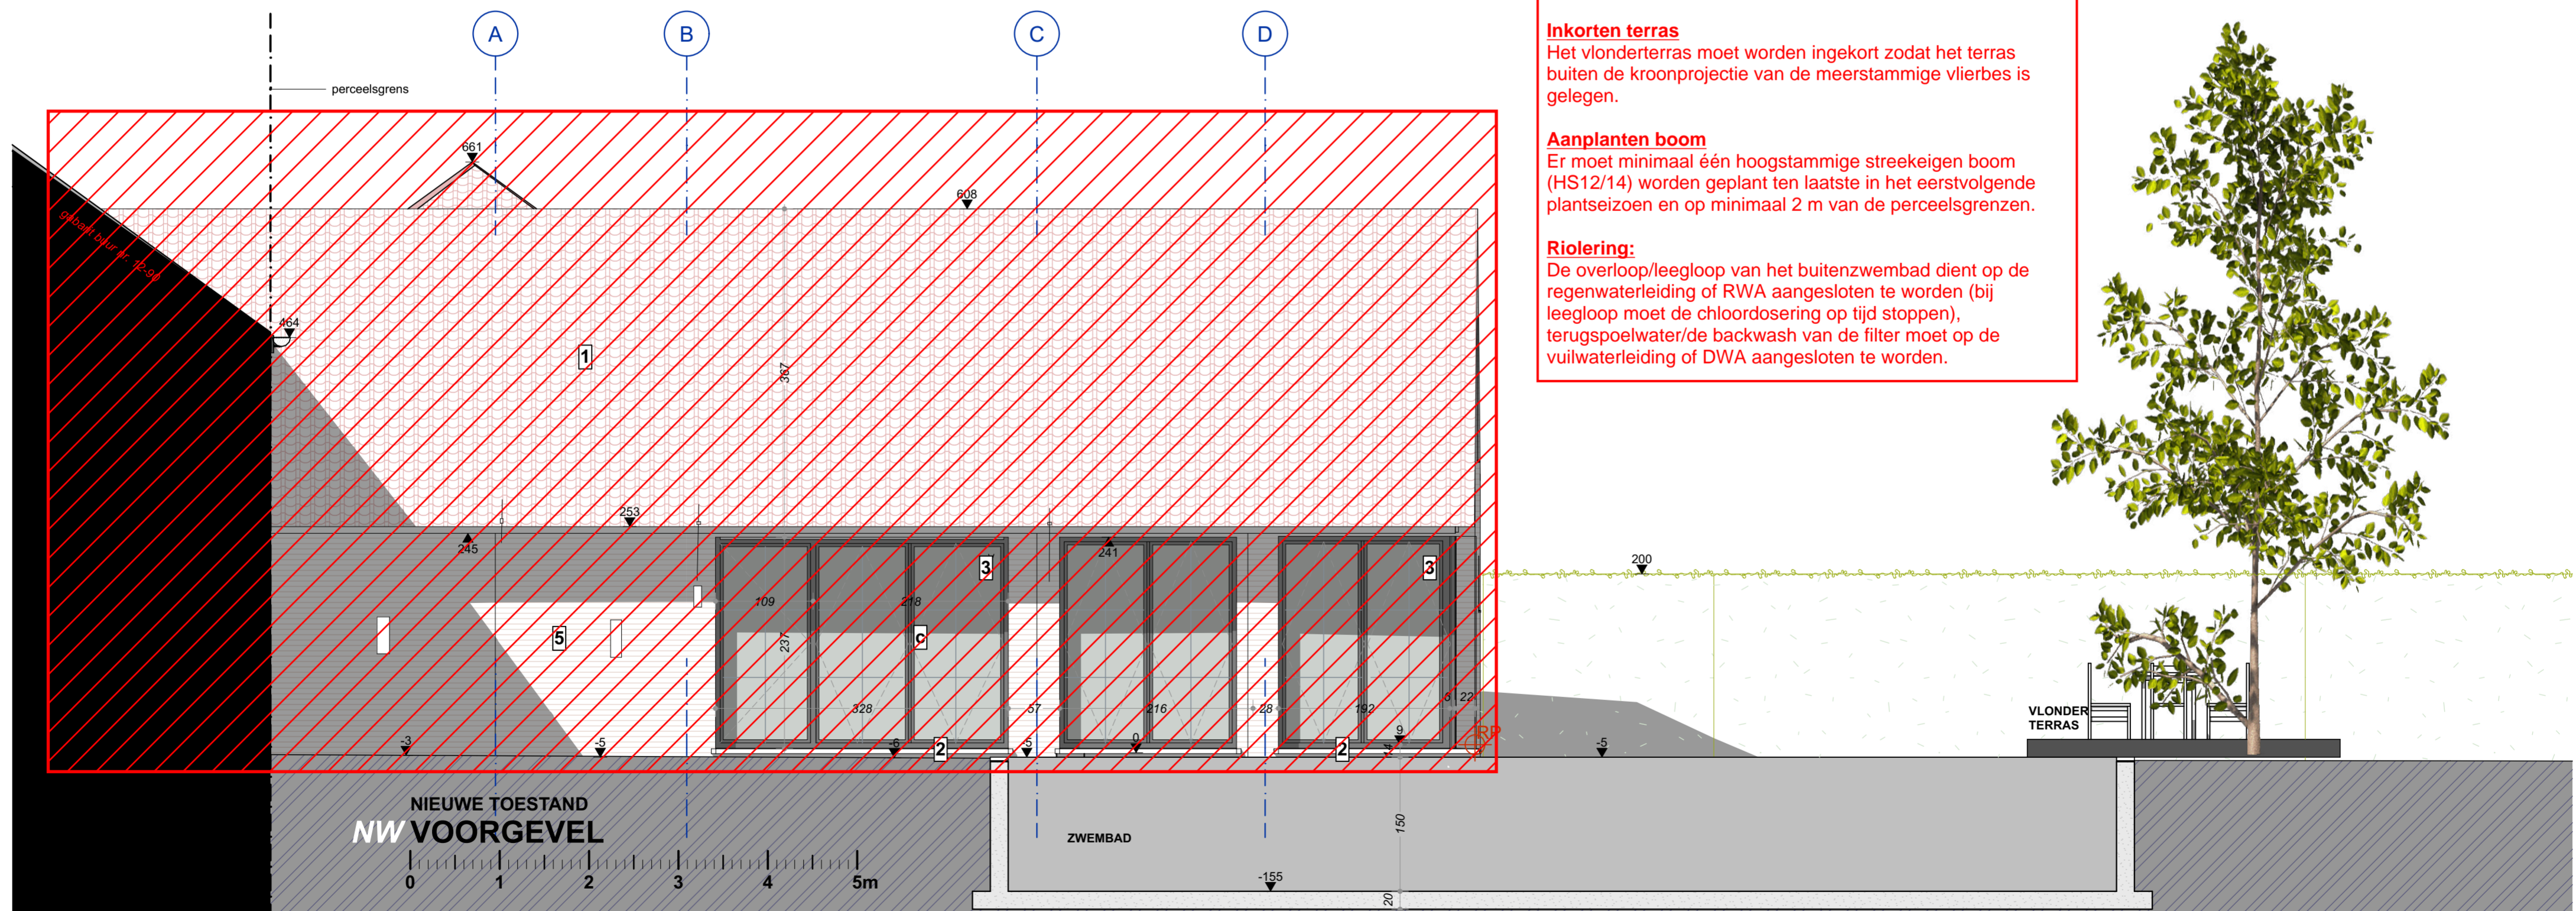 A
B
C
D
perceelsgrens
Inkorten terras
Het vlonderterras moet worden ingekort zodat het terras
buiten de kroonprojectie van de meerstammige vlierbes is
gelegen.
Aanplanten boom
Er moet minimaal één hoogstammige streekeigen boom
(HS12/14) worden geplant ten laatste in het eerstvolgende
plantseizoen en op minimaal 2 m van de perceelsgrenzen.
Riolering:
De overloop/leegloop van het buitenzwembad dient op de
regenwaterleiding of RWA aangesloten te worden (bij
leegloop moet de chloordosering op tijd stoppen),
terugspoelwater/de backwash van de filter moet op de
vuilwaterleiding of DWA aangesloten te worden.
661
608
464
1
367
253
245
241
3
3
200
109
218
237
5
c
328
57
216
28
192
22
-3
-5
2
-5
0
2
14
9
RP
-5
VLONDER
TERRAS
NIEUWE TOESTAND
NW VOORGEVEL
0 1 2 3 4 5m
ZWEMBAD
150
-155
20